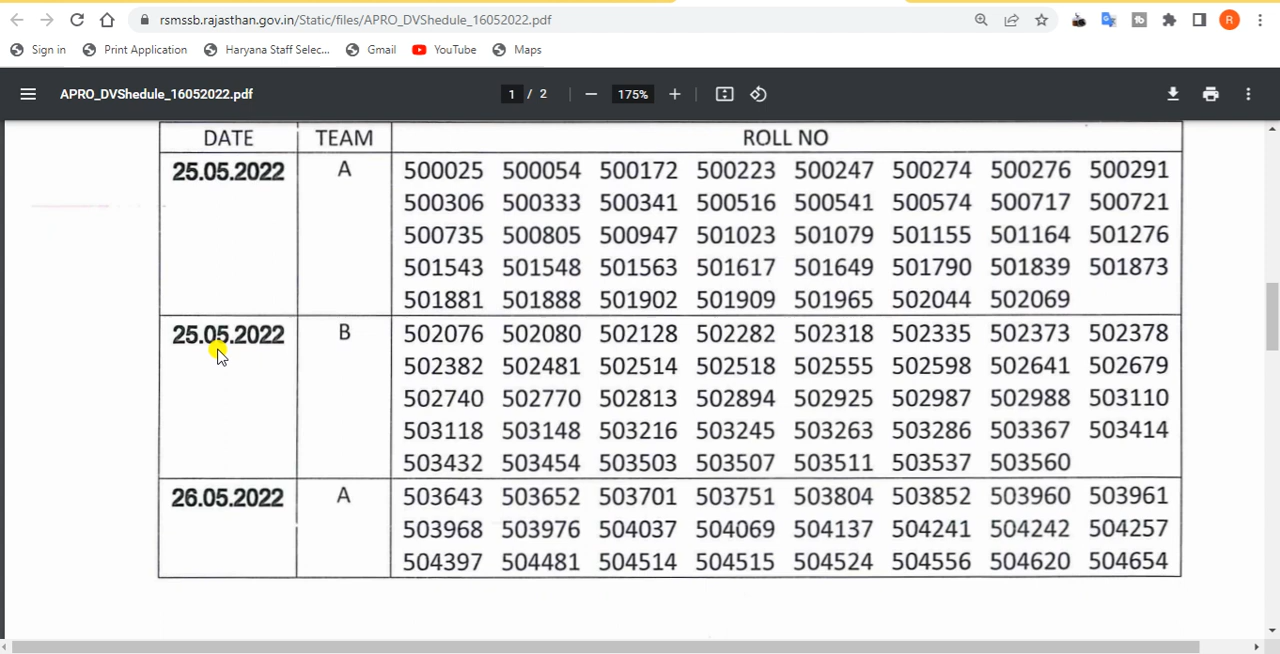 rsmssb.rajasthan.gov.in/Static/files/APRO_DVShedule_16052022.pdf
R
Sign in Print Application Haryana Staff Selec... Gmail YouTube Maps
APRO_DVShedule_16052022.pdf 1 / 2 175%
DATE TEAM ROLL NO
25.05.2022 A 500025 500054 500172 500223 500247 500274 500276 500291
500306 500333 500341 500516 500541 500574 500717 500721
500735 500805 500947 501023 501079 501155 501164 501276
501543 501548 501563 501617 501649 501790 501839 501873
501881 501888 501902 501909 501965 502044 502069
25.05.2022 B 502076 502080 502128 502282 502318 502335 502373 502378
502382 502481 502514 502518 502555 502598 502641 502679
502740 502770 502813 502894 502925 502987 502988 503110
503118 503148 503216 503245 503263 503286 503367 503414
503432 503454 503503 503507 503511 503537 503560
26.05.2022 A 503643 503652 503701 503751 503804 503852 503960 503961
503968 503976 504037 504069 504137 504241 504242 504257
504397 504481 504514 504515 504524 504556 504620 504654